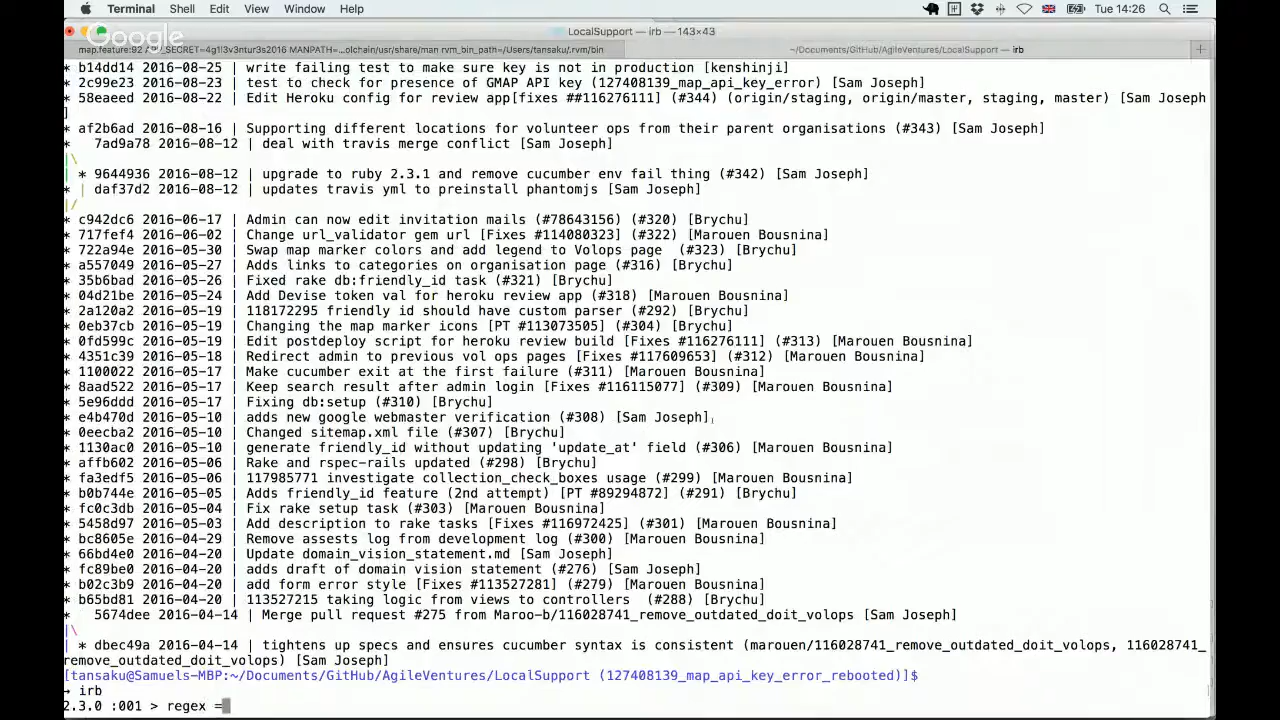 Terminal Shell Edit View Window Help Tue 14:26
Google
LocalSupport — irb — 143×43
~/Documents/GitHub/AgileVentures/LocalSupport — irb
* b14dd14 2016-08-25 | write failing test to make sure key is not in production [kenshinji]
* 2c99e23 2016-08-23 | test to check for presence of GMAP API key (127408139_map_api_key_error) [Sam Joseph]
* 58eaeed 2016-08-22 | Edit Heroku config for review app[fixes ##116276111] (#344) (origin/staging, origin/master, staging, master) [Sam Joseph
]
* af2b6ad 2016-08-16 | Supporting different locations for volunteer ops from their parent organisations (#343) [Sam Joseph]
*   7ad9a78 2016-08-12 | deal with travis merge conflict [Sam Joseph]
|\
| * 9644936 2016-08-12 | upgrade to ruby 2.3.1 and remove cucumber env fail thing (#342) [Sam Joseph]
* | daf37d2 2016-08-12 | updates travis yml to preinstall phantomjs [Sam Joseph]
|/
* c942dc6 2016-06-17 | Admin can now edit invitation mails (#78643156) (#320) [Brychu]
* 717fef4 2016-06-02 | Change url_validator gem url [Fixes #114080323] (#322) [Marouen Bousnina]
* 722a94e 2016-05-30 | Swap map marker colors and add legend to Volops page  (#323) [Brychu]
* a557049 2016-05-27 | Adds links to categories on organisation page (#316) [Brychu]
* 35b6bad 2016-05-26 | Fixed rake db:friendly_id task (#321) [Brychu]
* 04d21be 2016-05-24 | Add Devise token val for heroku review app (#318) [Marouen Bousnina]
* 2a120a2 2016-05-19 | 118172295 friendly id should have custom parser (#292) [Brychu]
* 0eb37cb 2016-05-19 | Changing the map marker icons [PT #113073505] (#304) [Brychu]
* 0fd599c 2016-05-19 | Edit postdeploy script for heroku review build [Fixes #116276111] (#313) [Marouen Bousnina]
* 4351c39 2016-05-18 | Redirect admin to previous vol ops pages [Fixes #117609653] (#312) [Marouen Bousnina]
* 1100022 2016-05-17 | Make cucumber exit at the first failure (#311) [Marouen Bousnina]
* 8aad522 2016-05-17 | Keep search result after admin login [Fixes #116115077] (#309) [Marouen Bousnina]
* 5e96ddd 2016-05-17 | Fixing db:setup (#310) [Brychu]
* e4b470d 2016-05-10 | adds new google webmaster verification (#308) [Sam Joseph]
* 0eecba2 2016-05-10 | Changed sitemap.xml file (#307) [Brychu]
* 1130ac0 2016-05-10 | generate friendly_id without updating 'update_at' field (#306) [Marouen Bousnina]
* affb602 2016-05-06 | Rake and rspec-rails updated (#298) [Brychu]
* fa3edf5 2016-05-06 | 117985771 investigate collection_check_boxes usage (#299) [Marouen Bousnina]
* b0b744e 2016-05-05 | Adds friendly_id feature (2nd attempt) [PT #89294872] (#291) [Brychu]
* fc0c3db 2016-05-04 | Fix rake setup task (#303) [Marouen Bousnina]
* 5458d97 2016-05-03 | Add description to rake tasks [Fixes #116972425] (#301) [Marouen Bousnina]
* bc8605e 2016-04-29 | Remove assests log from development log (#300) [Marouen Bousnina]
* 66bd4e0 2016-04-20 | Update domain_vision_statement.md [Sam Joseph]
* fc89be0 2016-04-20 | adds draft of domain vision statement (#276) [Sam Joseph]
* b02c3b9 2016-04-20 | add form error style [Fixes #113527281] (#279) [Marouen Bousnina]
* b65bd81 2016-04-20 | 113527215 taking logic from views to controllers  (#288) [Brychu]
*   5674dee 2016-04-14 | Merge pull request #275 from Maroo-b/116028741_remove_outdated_doit_volops [Sam Joseph]
|\
| * dbec49a 2016-04-14 | tightens up specs and ensures cucumber syntax is consistent (marouen/116028741_remove_outdated_doit_volops, 116028741_
remove_outdated_doit_volops) [Sam Joseph]
[tansaku@Samuels-MBP:~/Documents/GitHub/AgileVentures/LocalSupport (127408139_map_api_key_error_rebooted)]$
→ irb
2.3.0 :001 > regex =